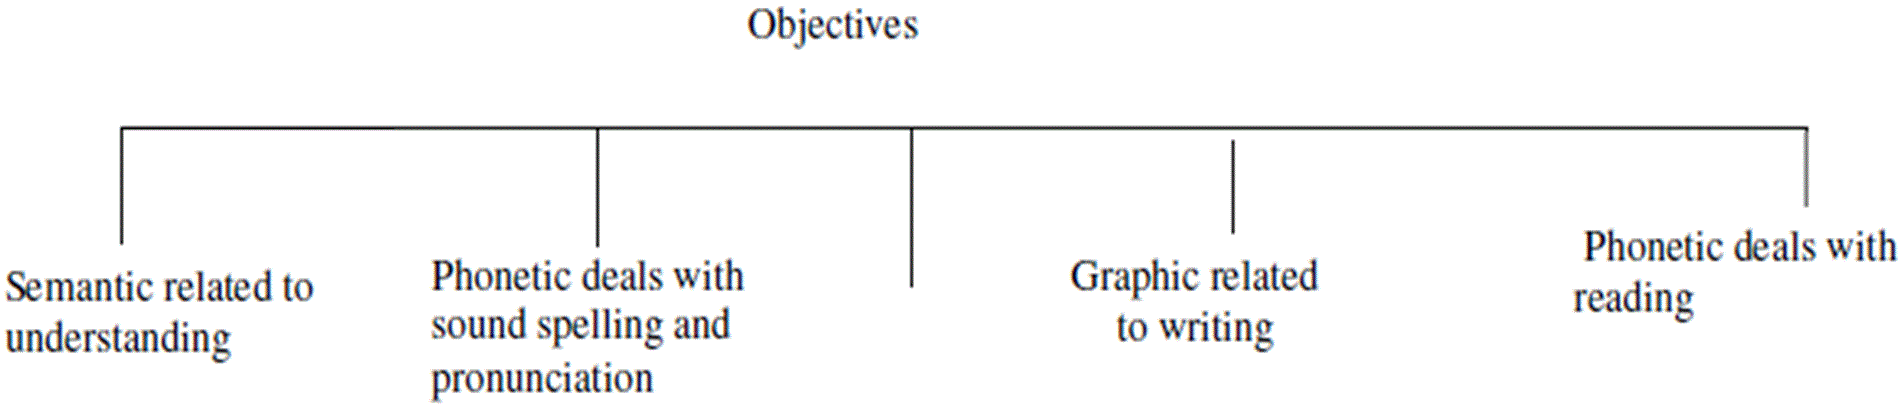 Objectives
Semantic related to
understanding
Phonetic deals with
sound spelling and
pronunciation
Graphic related
to writing
Phonetic deals with
reading